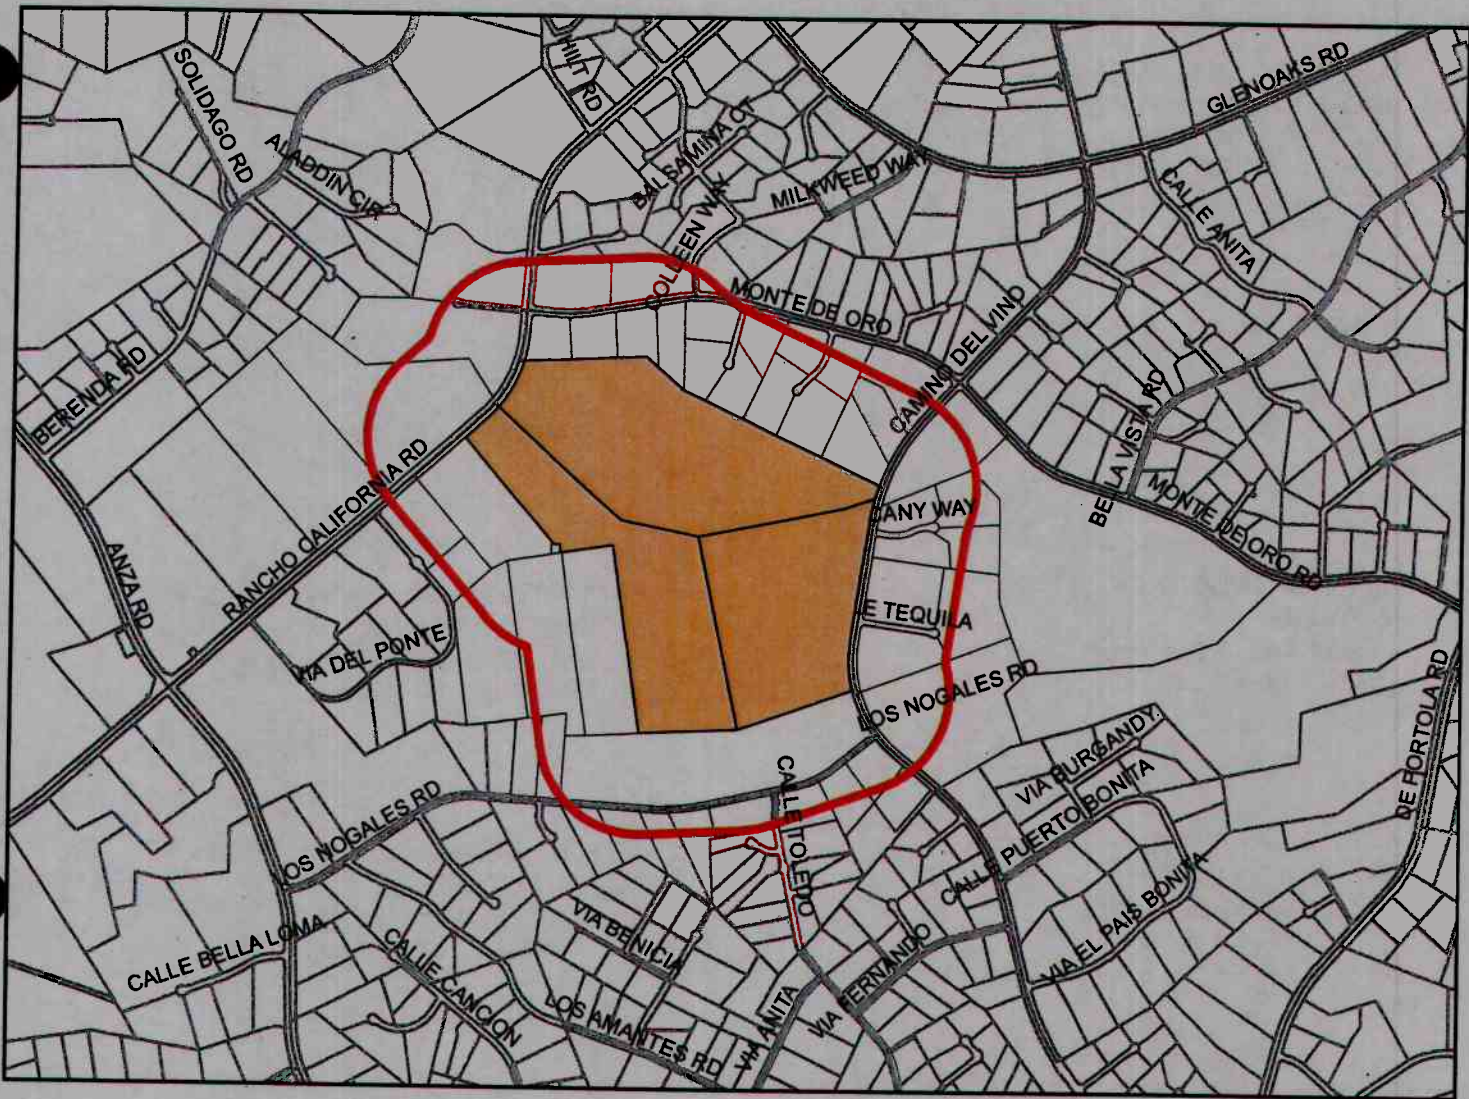 SOLIDAGO RD
HILT RD
GLENOAKS RD
ALADDIN CIR
BALSAMINA CT
MILKWEED WAY
CALLE ANITA
COLLEEN WAY
MONTE DE ORO
CAMINO DEL VINO
BERENDA RD
BELLA VISTA RD
RANCHO CALIFORNIA RD
DANY WAY
MONTE DE ORO RD
ANZA RD
E TEQUILA
VIA DEL PONTE
LOS NOGALES RD
DE PORTOLA RD
VIA BURGANDY
CALLE TOLEDO
CALLE PUERTO BONITA
LOS NOGALES RD
VIA EL PAIS BONITA
VIA BENICIA
CALLE BELLA LOMA
CALLE CANCON
VIA FERNANDO
LOS AMANTES RD
VIA ANITA